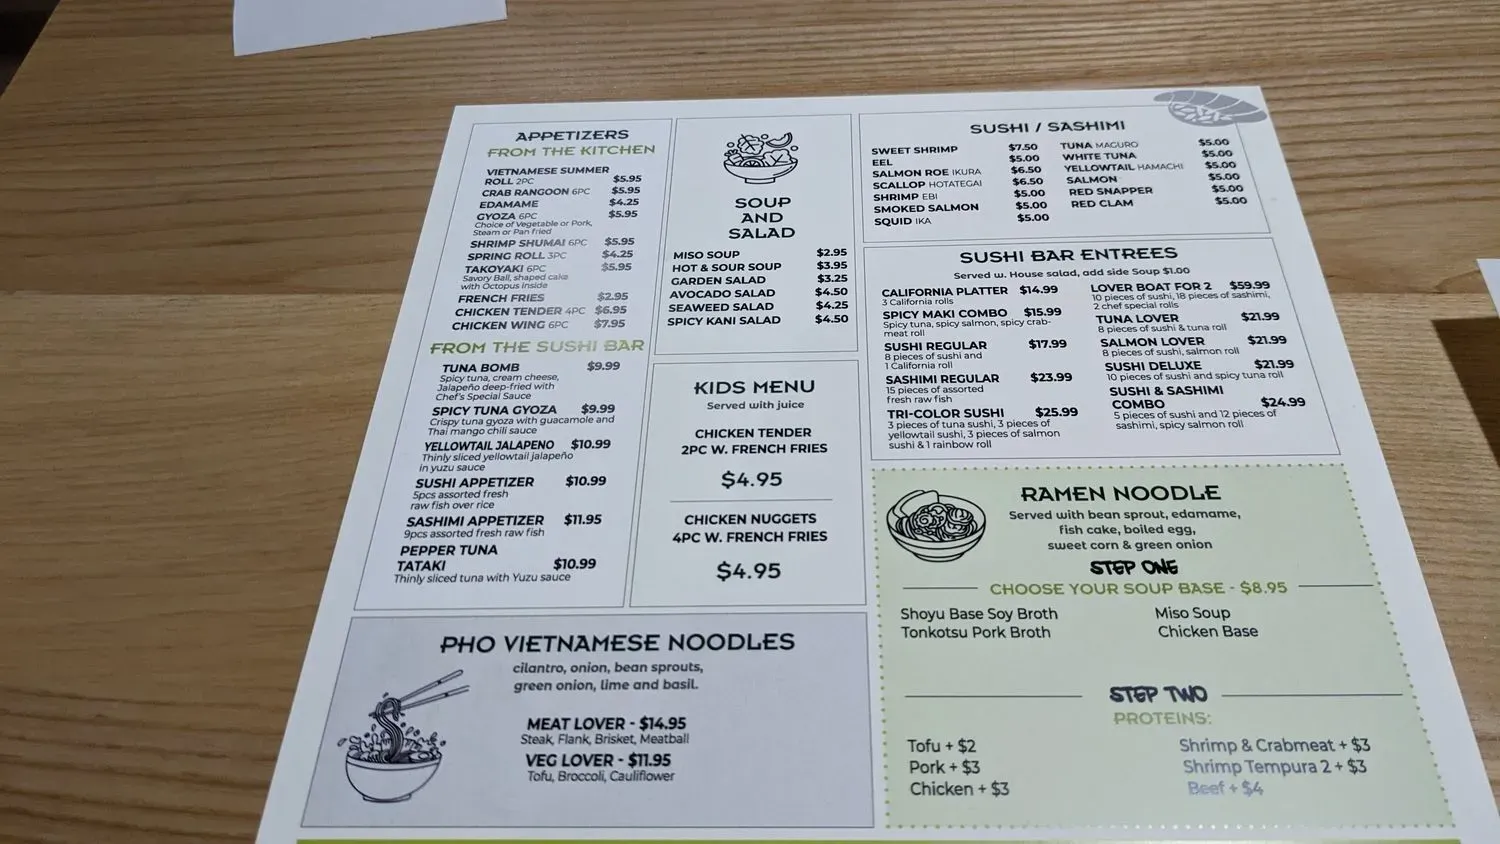 APPETIZERS
FROM THE KITCHEN
VIETNAMESE SUMMER
ROLL 2PC $5.95
CRAB RANGOON 6PC $5.95
EDAMAME $4.25
GYOZA 6PC $5.95
Choice of Vegetable or Pork,
Steam or Pan fried
SHRIMP SHUMAI 6PC $5.95
SPRING ROLL 3PC $4.25
TAKOYAKI 6PC $5.95
Savory Ball, shaped cake
with Octopus inside
FRENCH FRIES $2.95
CHICKEN TENDER 4PC $6.95
CHICKEN WING 6PC $7.95
FROM THE SUSHI BAR
TUNA BOMB $9.99
Spicy tuna, cream cheese,
Jalapeño deep-fried with
Chef's Special Sauce
SPICY TUNA GYOZA $9.99
Crispy tuna gyoza with guacamole and
Thai mango chili sauce
YELLOWTAIL JALAPENO $10.99
Thinly sliced yellowtail jalapeño
in yuzu sauce
SUSHI APPETIZER $10.99
5pcs assorted fresh
raw fish over rice
SASHIMI APPETIZER $11.95
9pcs assorted fresh raw fish
PEPPER TUNA
TATAKI $10.99
Thinly sliced tuna with Yuzu sauce
SOUP
AND
SALAD
MISO SOUP $2.95
HOT & SOUR SOUP $3.95
GARDEN SALAD $3.25
AVOCADO SALAD $4.50
SEAWEED SALAD $4.25
SPICY KANI SALAD $4.50
KIDS MENU
Served with juice
CHICKEN TENDER
2PC W. FRENCH FRIES
$4.95
CHICKEN NUGGETS
4PC W. FRENCH FRIES
$4.95
PHO VIETNAMESE NOODLES
cilantro, onion, bean sprouts,
green onion, lime and basil.
MEAT LOVER - $14.95
Steak, Flank, Brisket, Meatball
VEG LOVER - $11.95
Tofu, Broccoli, Cauliflower
SUSHI / SASHIMI
SWEET SHRIMP $7.50
EEL $5.00
SALMON ROE IKURA $6.50
SCALLOP HOTATEGAI $6.50
SHRIMP EBI $5.00
SMOKED SALMON $5.00
SQUID IKA $5.00
TUNA MAGURO $5.00
WHITE TUNA $5.00
YELLOWTAIL HAMACHI $5.00
SALMON $5.00
RED SNAPPER $5.00
RED CLAM $5.00
SUSHI BAR ENTREES
Served w. House salad, add side Soup $1.00
CALIFORNIA PLATTER $14.99
3 California rolls
SPICY MAKI COMBO $15.99
Spicy tuna, spicy salmon, spicy crab-
meat roll
SUSHI REGULAR $17.99
8 pieces of sushi and
1 California roll
SASHIMI REGULAR $23.99
15 pieces of assorted
fresh raw fish
TRI-COLOR SUSHI $25.99
3 pieces of tuna sushi, 3 pieces of
yellowtail sushi, 3 pieces of salmon
sushi & 1 rainbow roll
LOVER BOAT FOR 2 $59.99
10 pieces of sushi, 18 pieces of sashimi,
2 chef special rolls
TUNA LOVER $21.99
8 pieces of sushi & tuna roll
SALMON LOVER $21.99
8 pieces of sushi, salmon roll
SUSHI DELUXE $21.99
10 pieces of sushi and spicy tuna roll
SUSHI & SASHIMI
COMBO $24.99
5 pieces of sushi and 12 pieces of
sashimi, spicy salmon roll
RAMEN NOODLE
Served with bean sprout, edamame,
fish cake, boiled egg,
sweet corn & green onion
STEP ONE
CHOOSE YOUR SOUP BASE - $8.95
Shoyu Base Soy Broth Miso Soup
Tonkotsu Pork Broth Chicken Base
STEP TWO
PROTEINS:
Tofu + $2 Shrimp & Crabmeat + $3
Pork + $3 Shrimp Tempura 2 + $3
Chicken + $3 Beef + $4